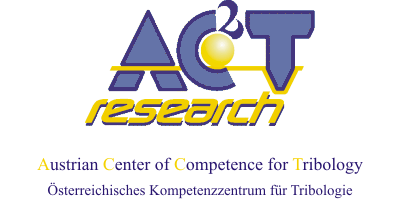 AC²T
research
Austrian Center of Competence for Tribology
Österreichisches Kompetenzzentrum für Tribologie